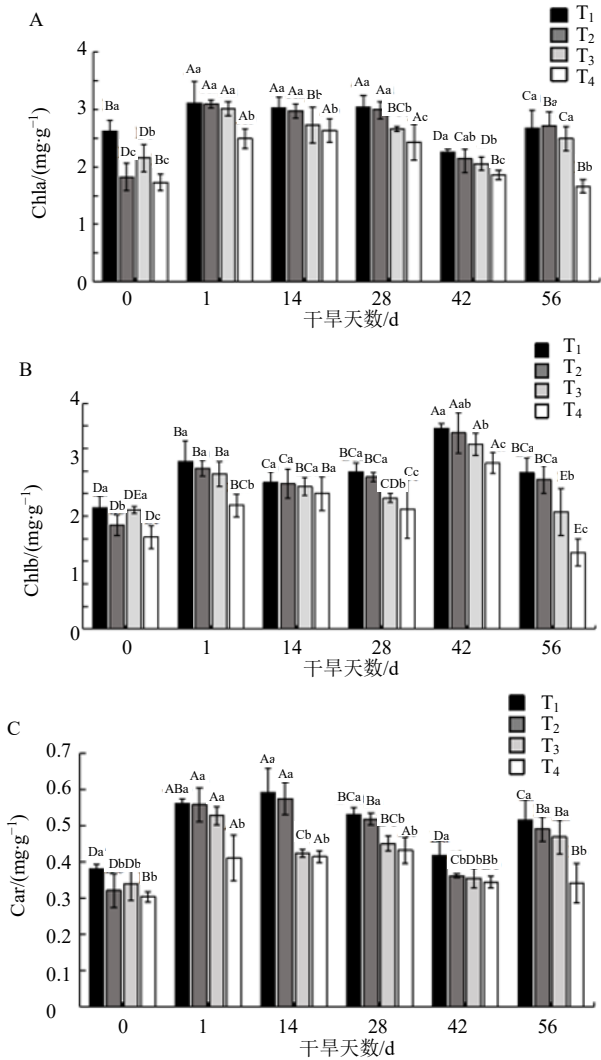 A
T₁
T₂
T₃
T₄
Chla/(mg·g⁻¹)
4
3
2
1
0
Ba Dc Db Bc
Aa Aa Aa Ab
Aa Aa Bb Ab
Aa Aa BCb Ac
Da Cab Db Bc
Ca Ba Ca Bb
0 1 14 28 42 56
干旱天数/d
B
T₁
T₂
T₃
T₄
Chlb/(mg·g⁻¹)
4
3
2
1
0
Da Db DEa Dc
Ba Ba Ba BCb
Ca Ca BCa Ba
BCa BCa CDb Cc
Aa Aab Ab Ac
BCa BCa Eb Ec
0 1 14 28 42 56
干旱天数/d
C
T₁
T₂
T₃
T₄
Car/(mg·g⁻¹)
0.7
0.6
0.5
0.4
0.3
0.2
0.1
0
Da Db Db Bb
ABa Aa Aa Ab
Aa Aa Cb Ab
BCa Ba BCb Ab
Da Cb Db Bb
Ca Ba Ba Bb
0 1 14 28 42 56
干旱天数/d